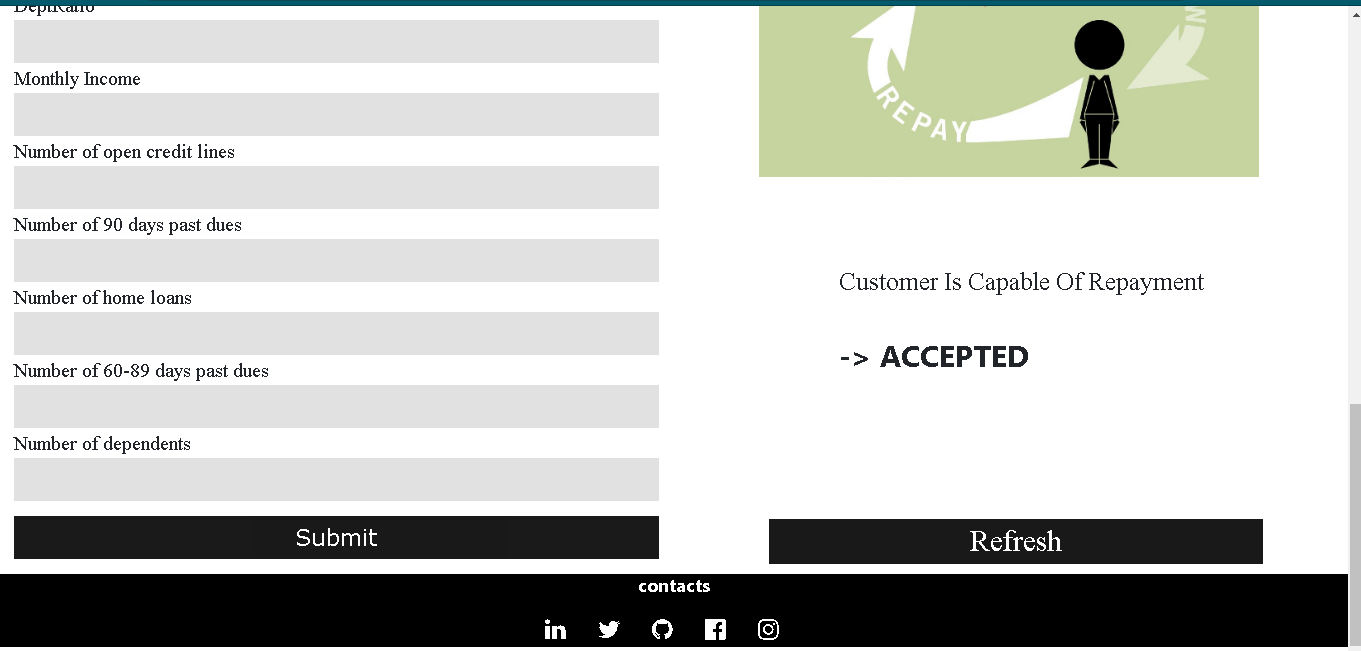 DeptRatio
Monthly Income
Number of open credit lines
Number of 90 days past dues
Number of home loans
Number of 60-89 days past dues
Number of dependents
Submit
REPAY
IN
Customer Is Capable Of Repayment
-> ACCEPTED
Refresh
contacts